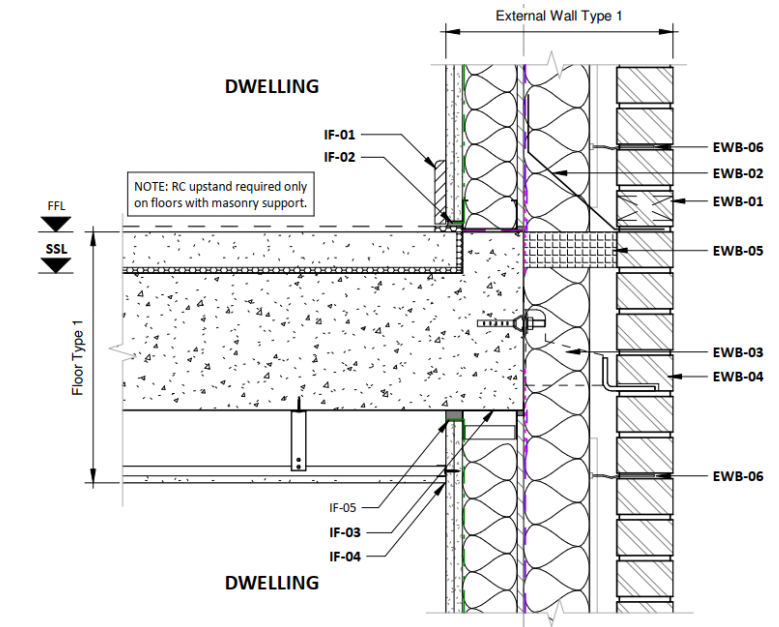 External Wall Type 1
DWELLING
IF-01
IF-02
EWB-06
EWB-02
NOTE: RC upstand required only
on floors with masonry support.
EWB-01
FFL
SSL
EWB-05
Floor Type 1
EWB-03
EWB-04
EWB-06
IF-05
IF-03
IF-04
DWELLING